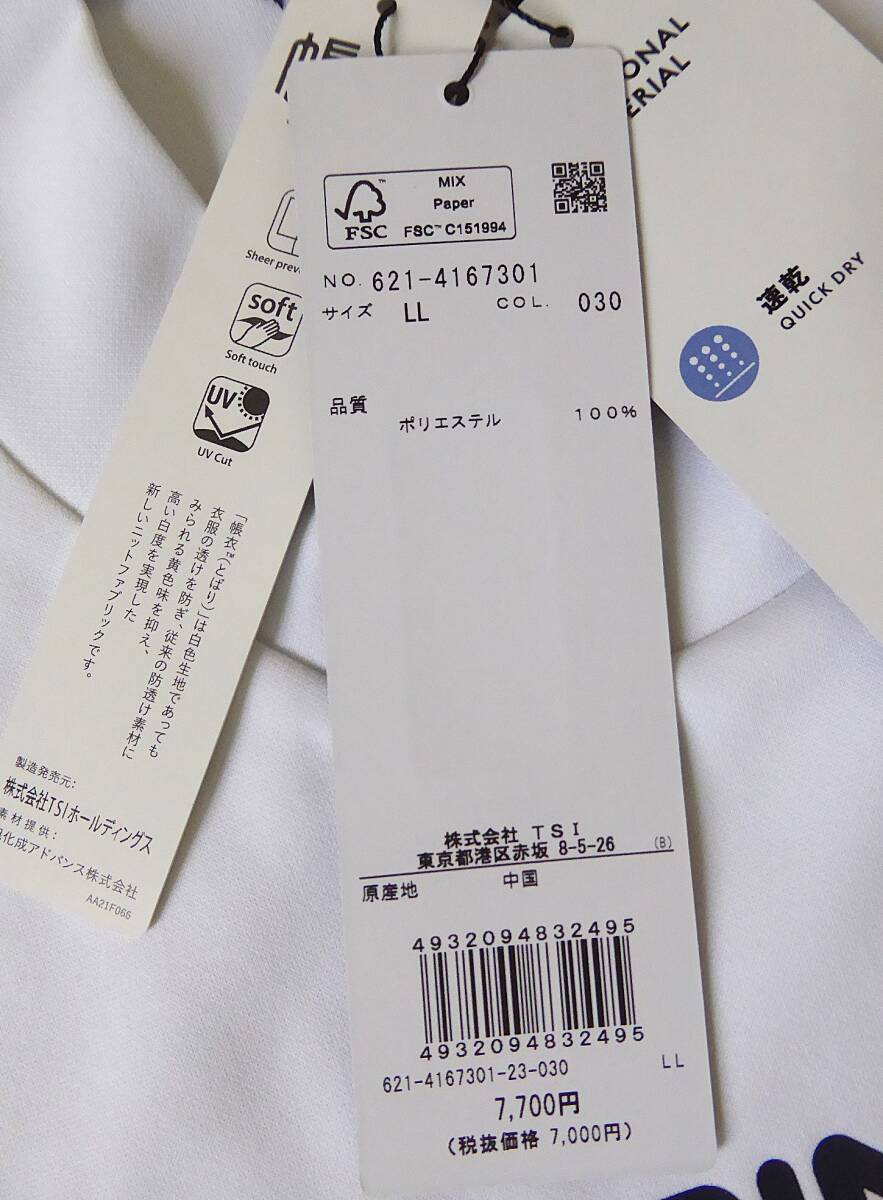 MIX
Paper
FSC
FSC™ C151994
NO. 621-4167301
サイズ LL COL. 030
品質
ポリエステル 100%
株式会社 TSI
東京都港区赤坂 8-5-26 (B)
原産地 中国
4932094832495
4932094832495
621-4167301-23-030 LL
7,700円
(税抜価格 7,000円)
Sheer
soft
Soft touch
UV
UV Cut
「帳衣™(とばり)」は白色生地であっても
衣服の透けを防ぎ、従来の防透け素材に
みられる黄色味を抑え、
高い白度を実現した
新しいニットファブリックです。
製造発売元:
株式会社TSIホールディングス
素材提供:
化成アドバンス株式会社
AA21F066
速乾
QUICK DRY